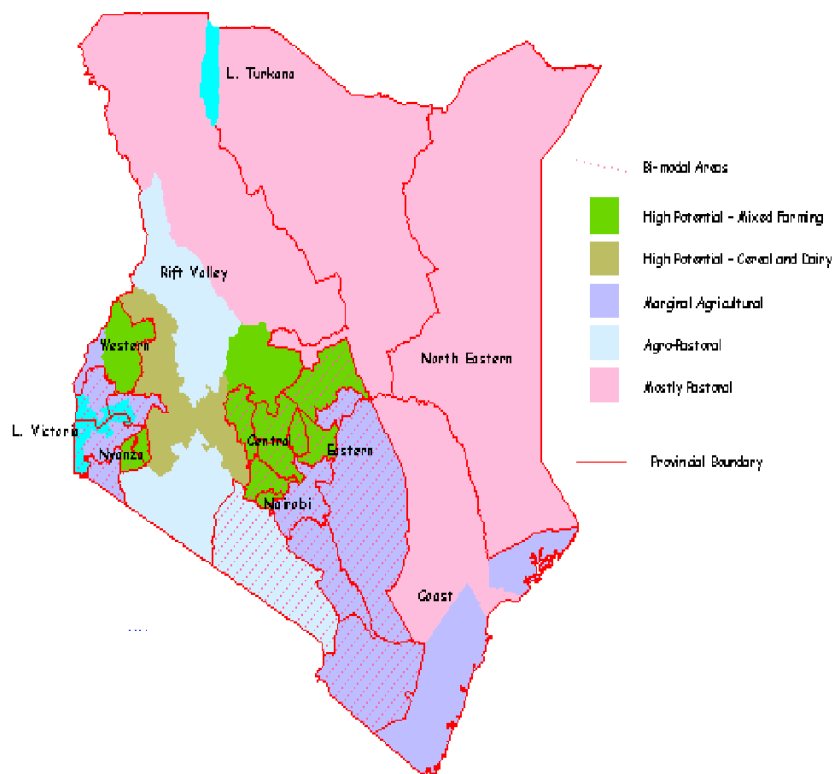 L. Turkana
Bi-modal Areas
High Potential - Mixed Farming
High Potential - Cereal and Dairy
Rift Valley
Marginal Agricultural
Western
Agro-Pastoral
North Eastern
Mostly Pastoral
L. Victoria
Central
Nyanza
Eastern
Provincial Boundary
Nairobi
Coast